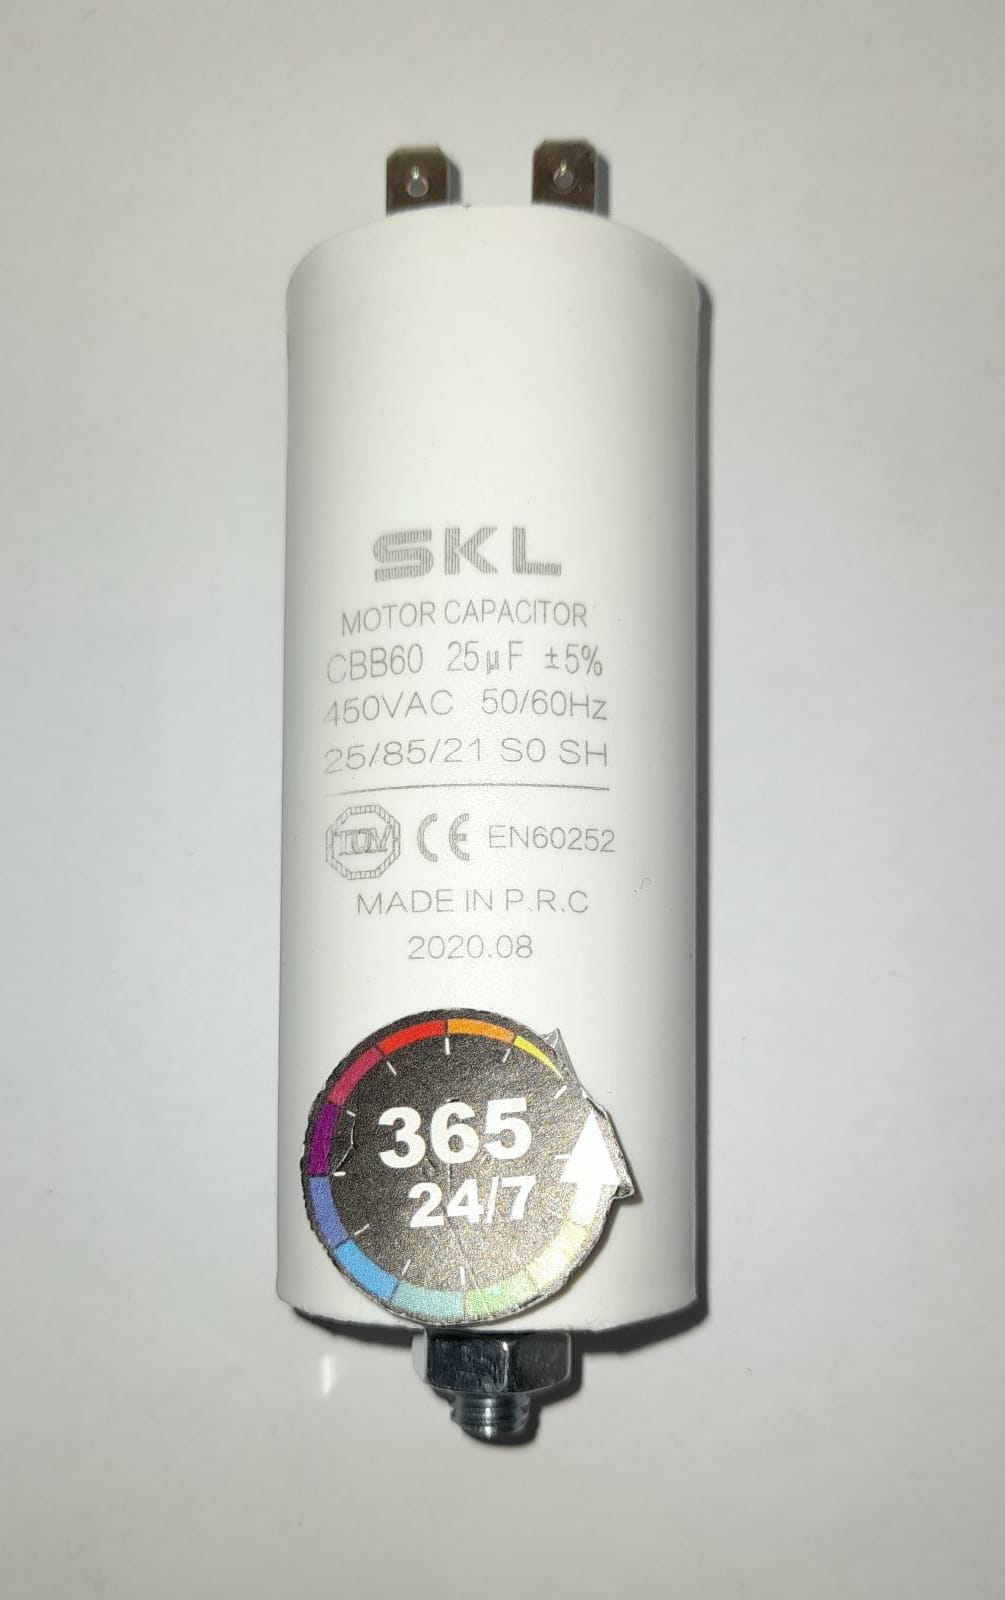 SKL
MOTOR CAPACITOR
CBB60 25µF ±5%
450VAC 50/60Hz
25/85/21 S0 SH
TÜV CE EN60252
MADE IN P.R.C
2020.08
365
24/7